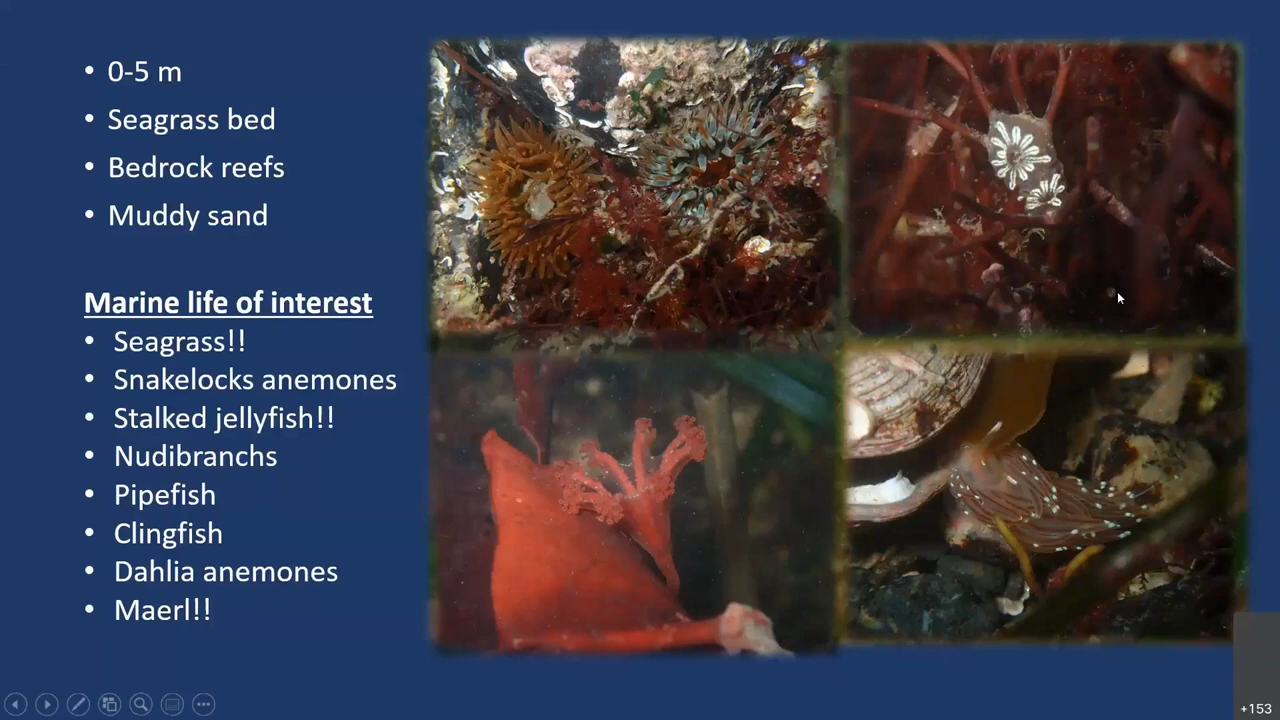 • 0-5 m
• Seagrass bed
• Bedrock reefs
• Muddy sand
Marine life of interest
• Seagrass!!
• Snakelocks anemones
• Stalked jellyfish!!
• Nudibranchs
• Pipefish
• Clingfish
• Dahlia anemones
• Maerl!!
+153